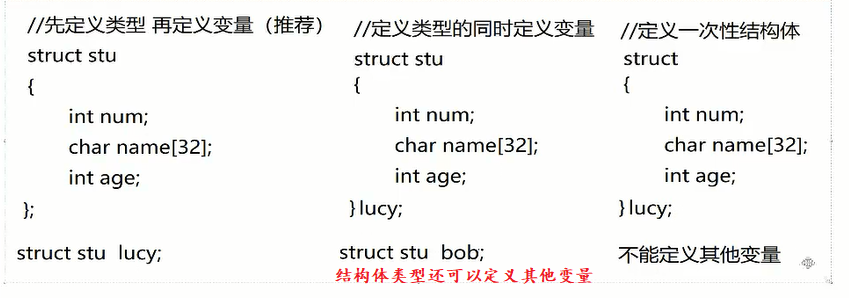 //先定义类型 再定义变量（推荐）
struct stu
{
int num;
char name[32];
int age;
};
struct stu lucy;
//定义类型的同时定义变量
struct stu
{
int num;
char name[32];
int age;
}lucy;
struct stu bob;
结构体类型还可以定义其他变量
//定义一次性结构体
struct
{
int num;
char name[32];
int age;
}lucy;
不能定义其他变量